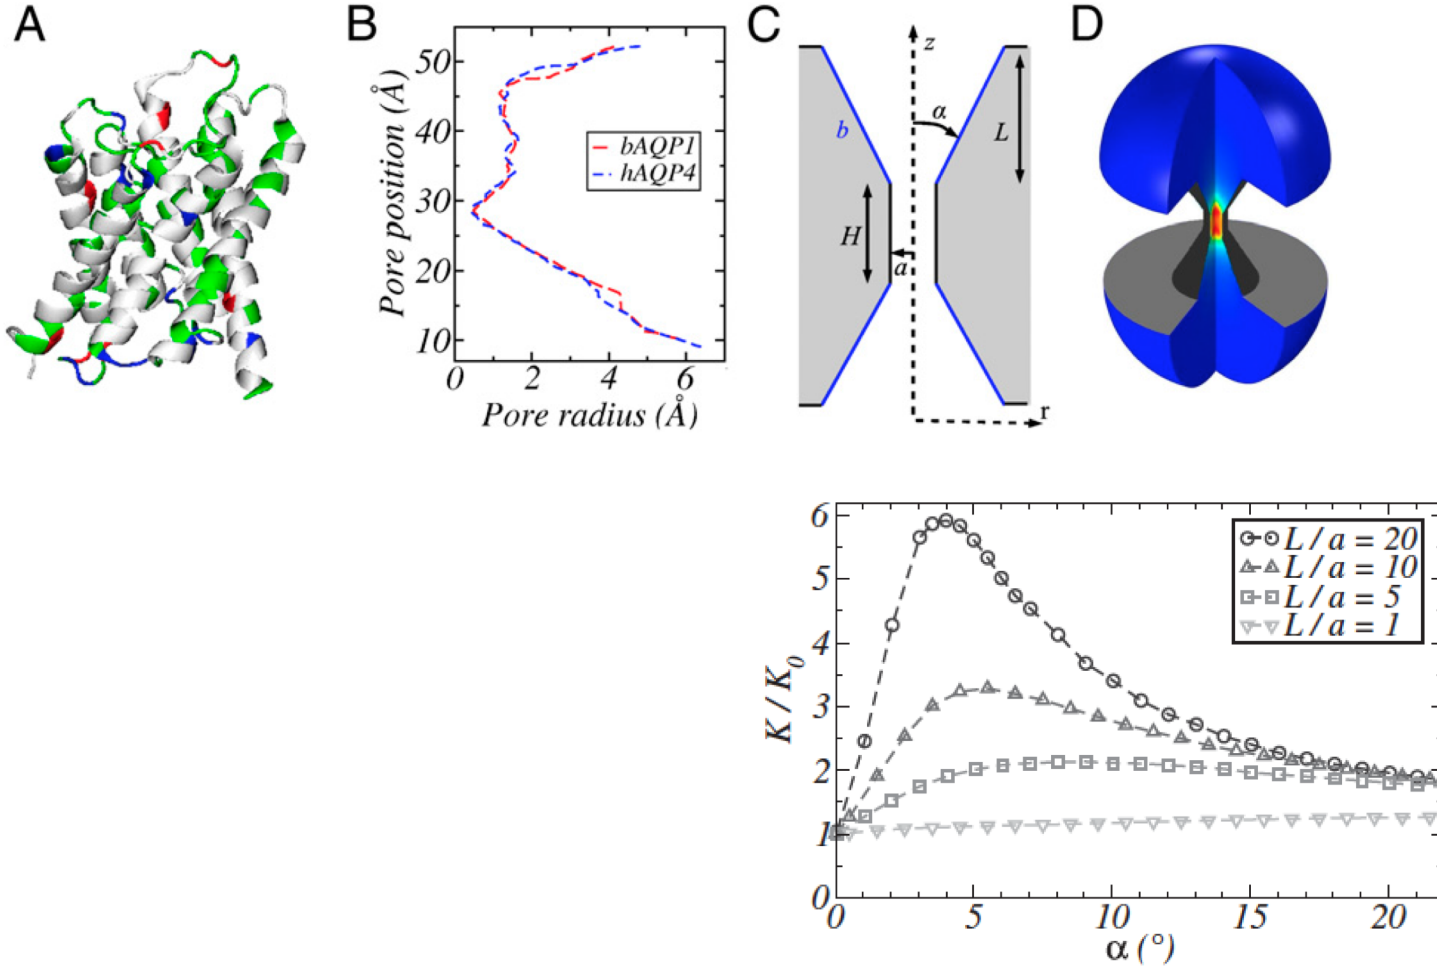 A
B
C
D
50
40
30
20
10
Pore position (Å)
bAQP1
hAQP4
0
2
4
6
Pore radius (Å)
z
α
b
L
H
a
r
6
5
4
3
2
1
0
K / K₀
L / a = 20
L / a = 10
L / a = 5
L / a = 1
0
5
10
15
20
α (°)